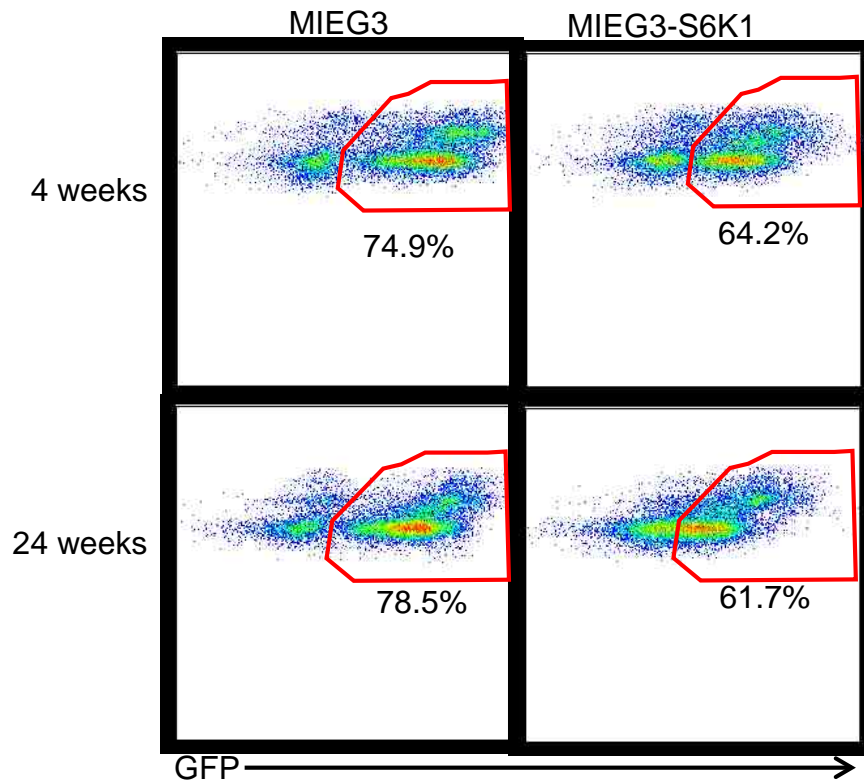 MIEG3 MIEG3-S6K1
4 weeks
74.9% 64.2%
24 weeks
78.5% 61.7%
GFP